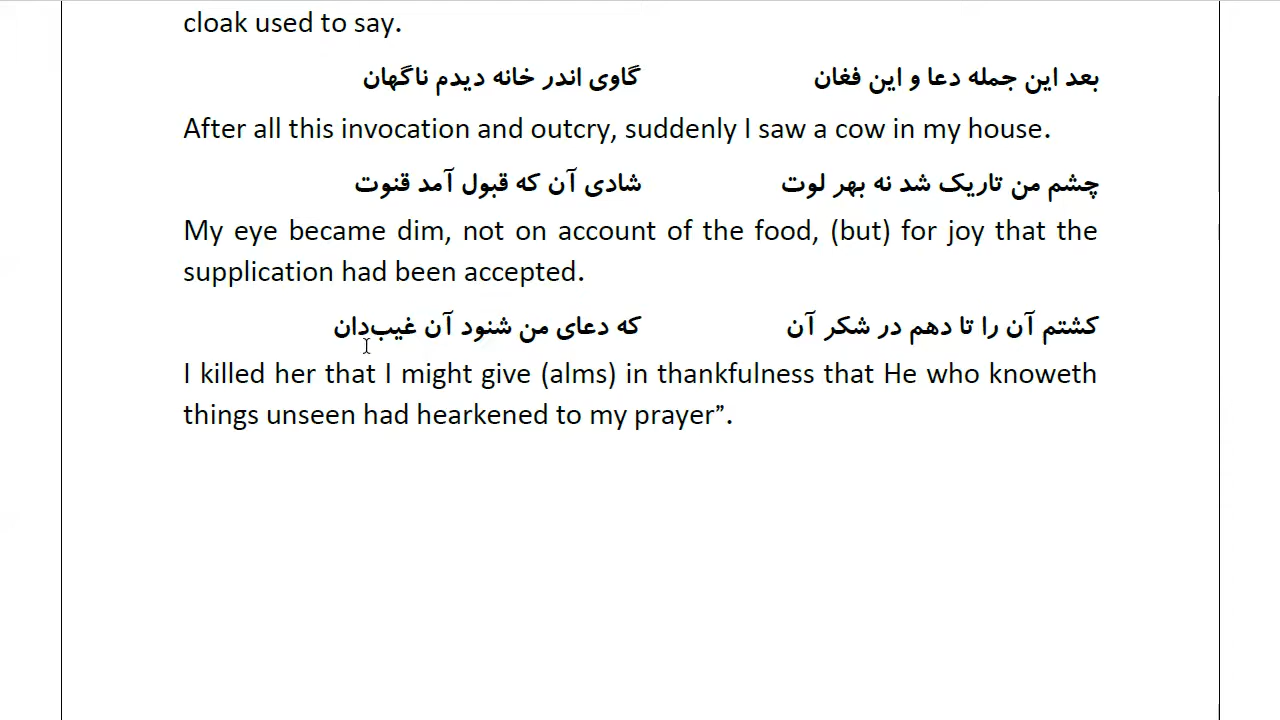 cloak used to say.
بعد این جمله دعا و این فغان گاوی اندر خانه دیدم ناگهان
After all this invocation and outcry, suddenly I saw a cow in my house.
چشم من تاریک شد نه بهر لوت شادی آن که قبول آمد قنوت
My eye became dim, not on account of the food, (but) for joy that the
supplication had been accepted.
کشتم آن را تا دهم در شکر آن که دعای من شنود آن غیب‌دان
I killed her that I might give (alms) in thankfulness that He who knoweth
things unseen had hearkened to my prayer”.